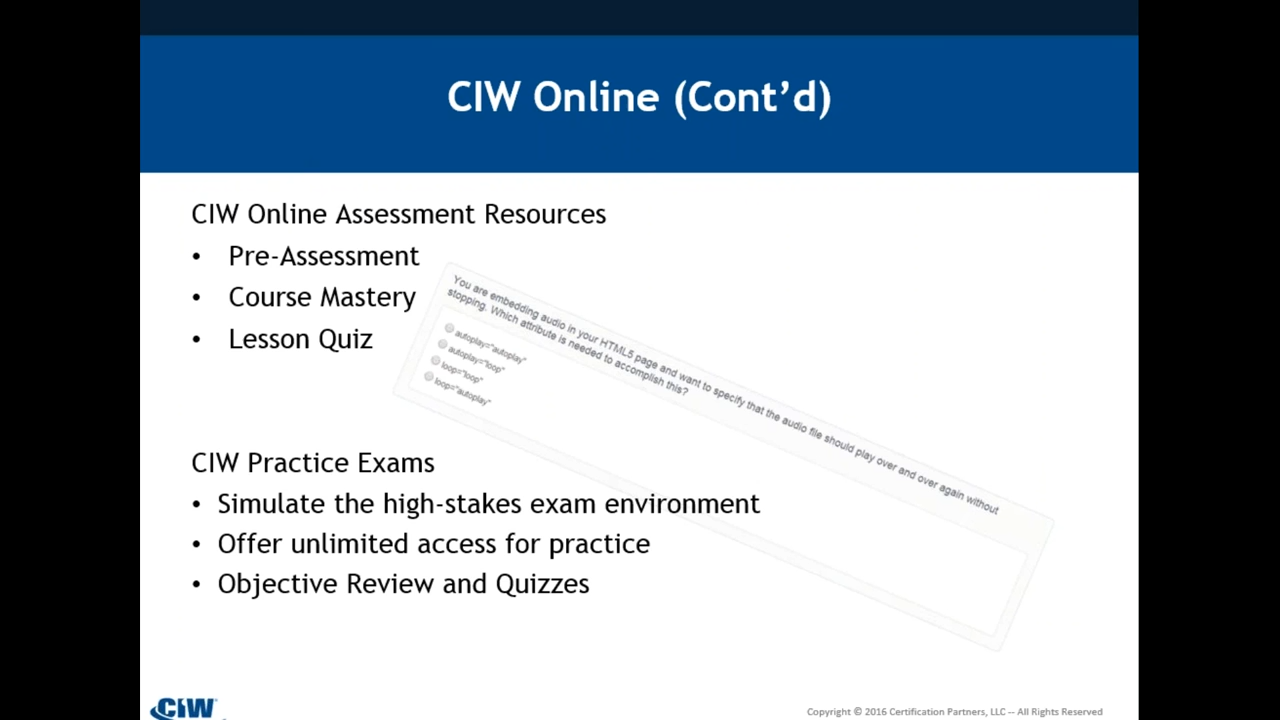 CIW Online (Cont’d)
CIW Online Assessment Resources
• Pre-Assessment
• Course Mastery
• Lesson Quiz
You are embedding audio in your HTML5 page and want to specify that the audio file should play over and over again without
stopping. Which attribute is needed to accomplish this?
autoplay="autoplay"
autoplay="loop"
loop="loop"
loop="autoplay"
CIW Practice Exams
• Simulate the high-stakes exam environment
• Offer unlimited access for practice
• Objective Review and Quizzes
CIW
Copyright © 2016 Certification Partners, LLC -- All Rights Reserved